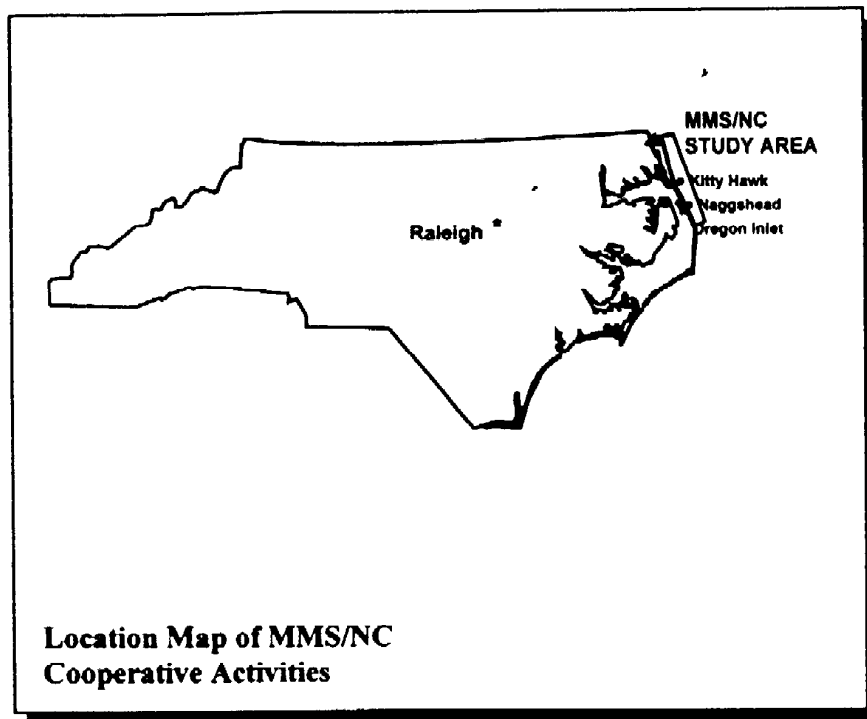 MMS/NC
STUDY AREA
Kitty Hawk
Naggshead
Oregon Inlet
Raleigh *
Location Map of MMS/NC
Cooperative Activities